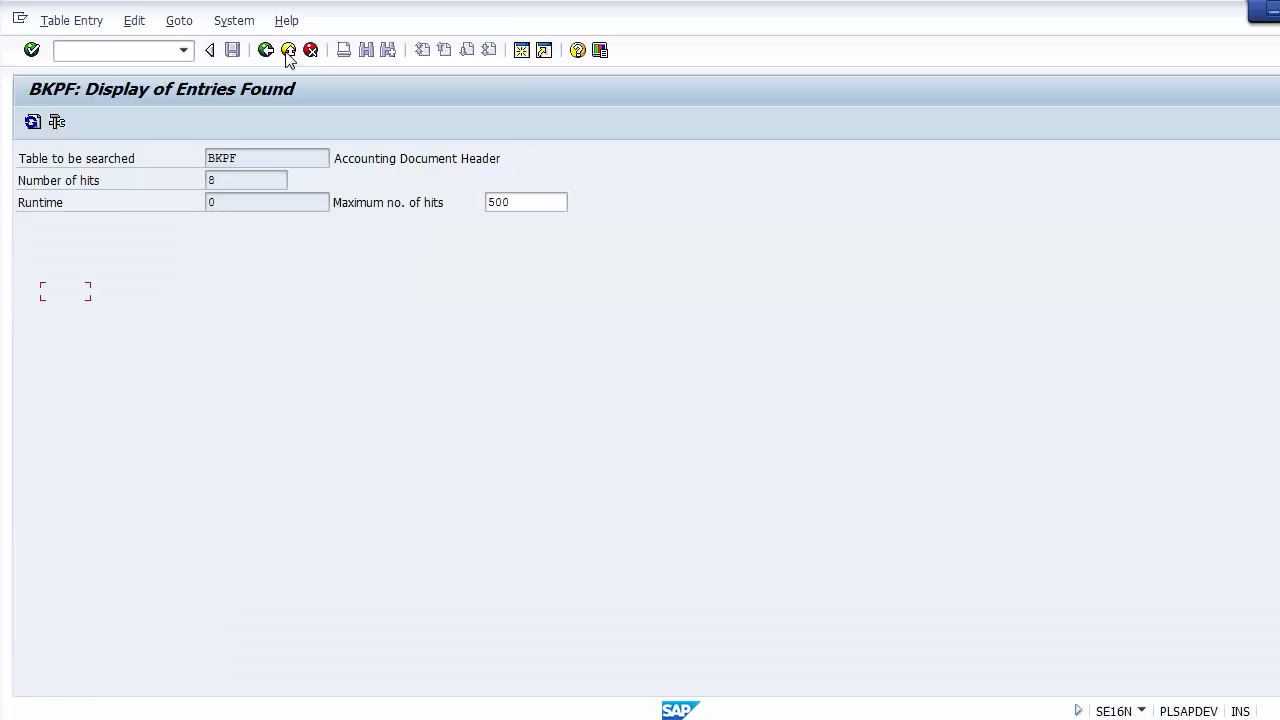 Table Entry Edit Goto System Help
BKPF: Display of Entries Found
Table to be searched BKPF Accounting Document Header
Number of hits 8
Runtime 0 Maximum no. of hits 500
SAP SE16N PLSAPDEV INS